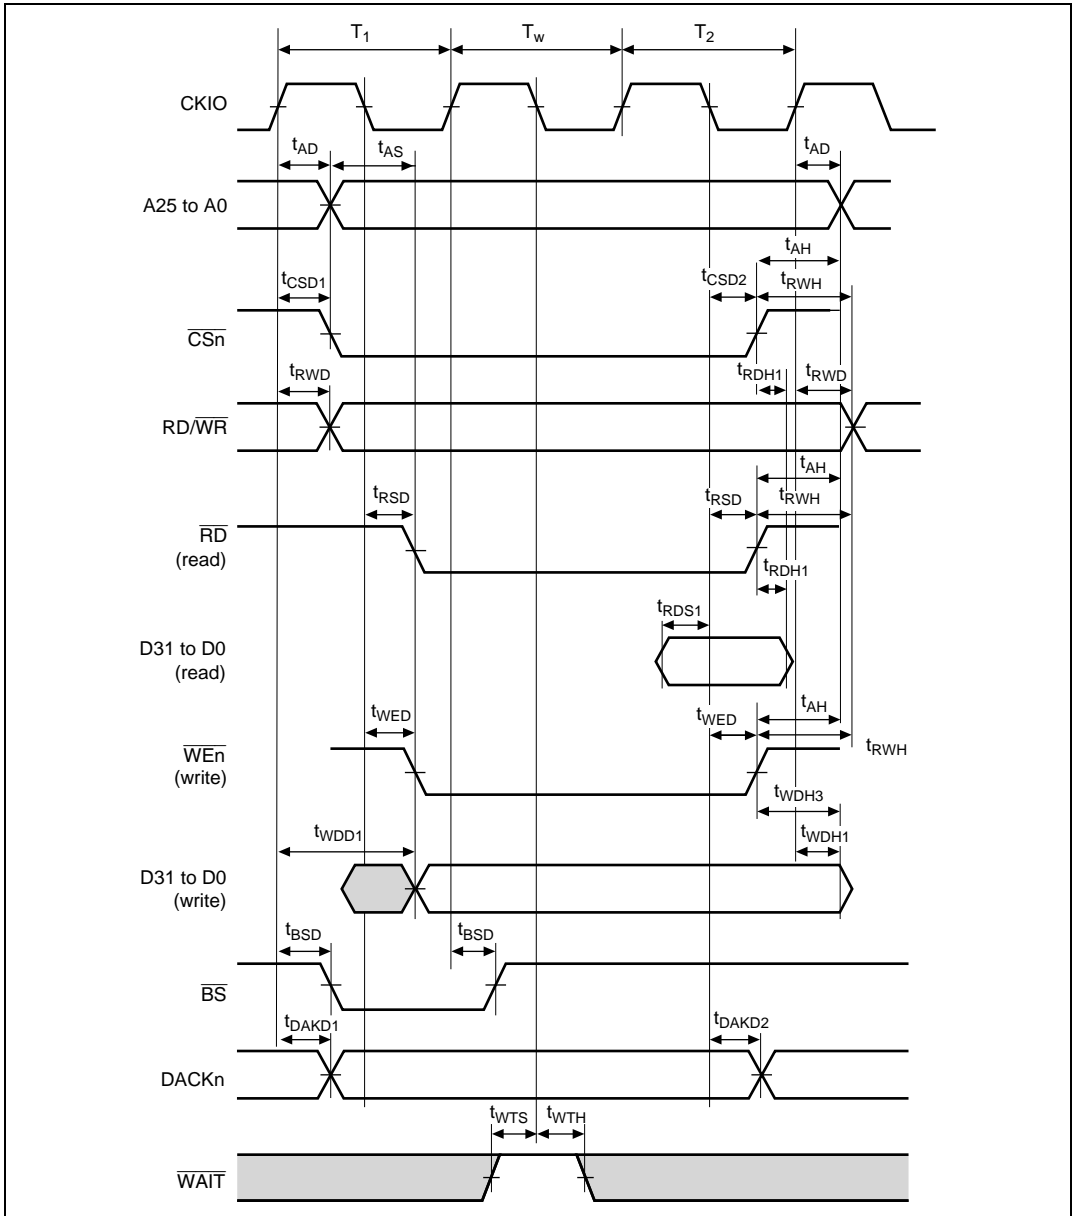 T1 Tw T2
CKIO
tAD tAS tAD
A25 to A0
tAH
tCSD1 tCSD2 tRWH
CSn
tRDH1
tRWD tRWD
RD/WR
tAH
tRSD tRSD tRWH
RD
(read)
tRDH1
tRDS1
D31 to D0
(read)
tAH
tWED tWED
tRWH
WEn
(write)
tWDH3
tWDD1 tWDH1
D31 to D0
(write)
tBSD tBSD
BS
tDAKD1 tDAKD2
DACKn
tWTS tWTH
WAIT